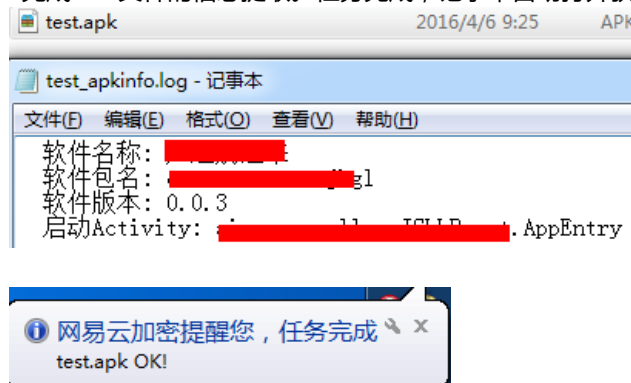 test.apk 2016/4/6 9:25 APK
test_apkinfo.log - 记事本
文件(F) 编辑(E) 格式(O) 查看(V) 帮助(H)
软件名称:
软件包名: gl
软件版本: 0.0.3
启动Activity: .AppEntry
网易云加密提醒您，任务完成
test.apk OK!